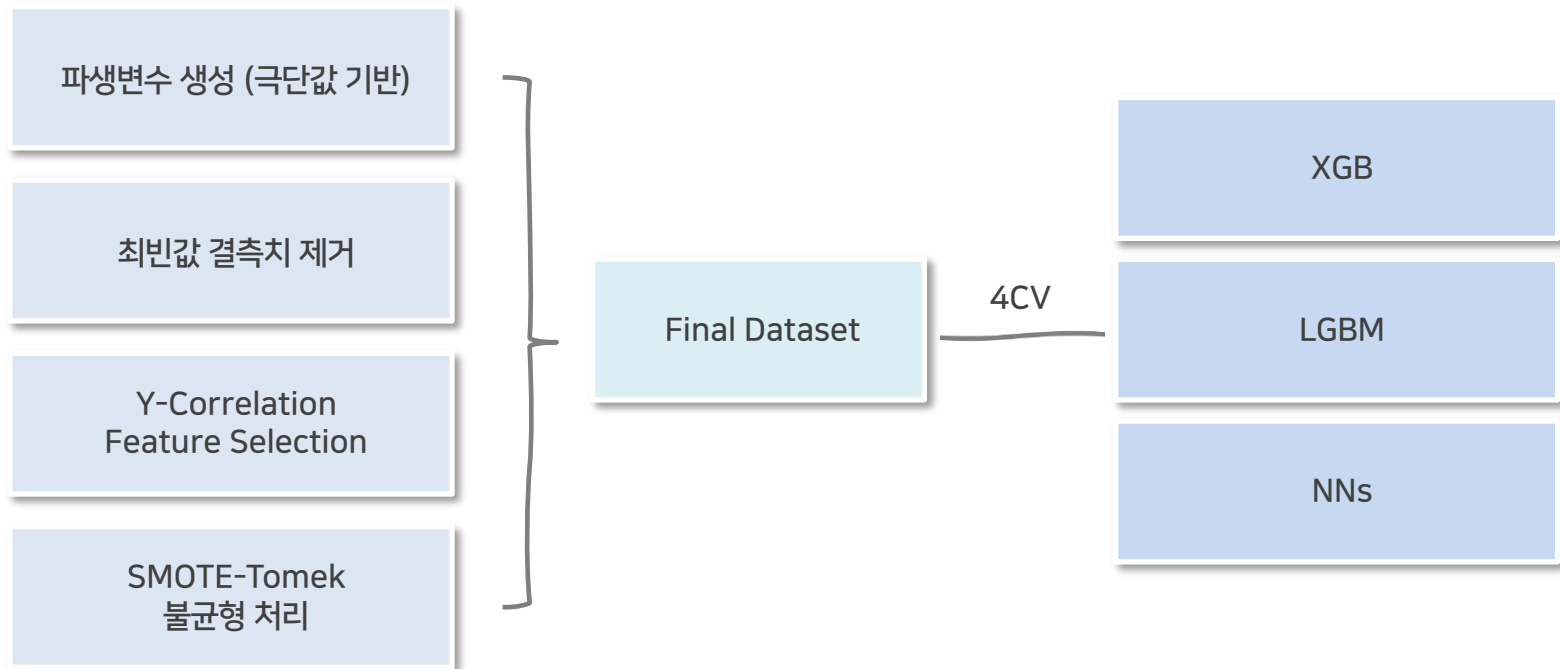 파생변수 생성 (극단값 기반)
최빈값 결측치 제거
Y-Correlation
Feature Selection
SMOTE-Tomek
불균형 처리
Final Dataset
4CV
XGB
LGBM
NNs